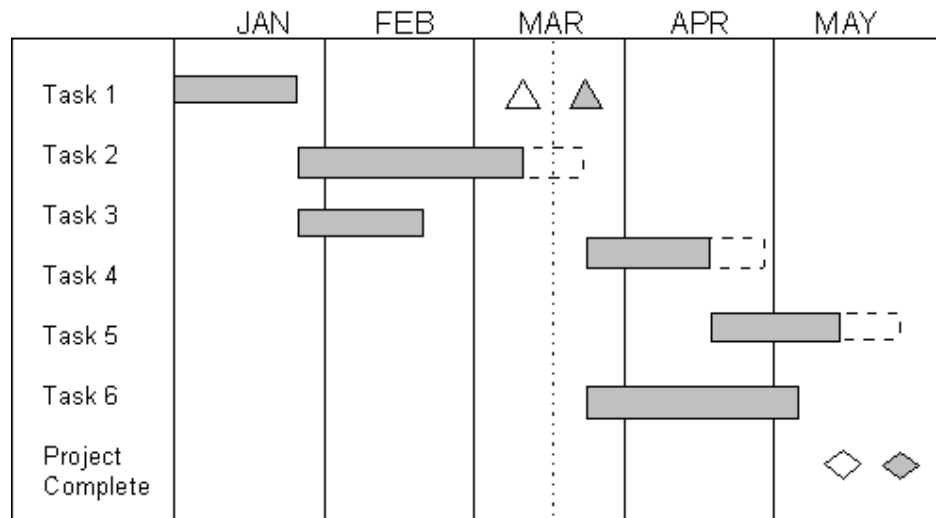 JAN FEB MAR APR MAY
Task 1
Task 2
Task 3
Task 4
Task 5
Task 6
Project
Complete